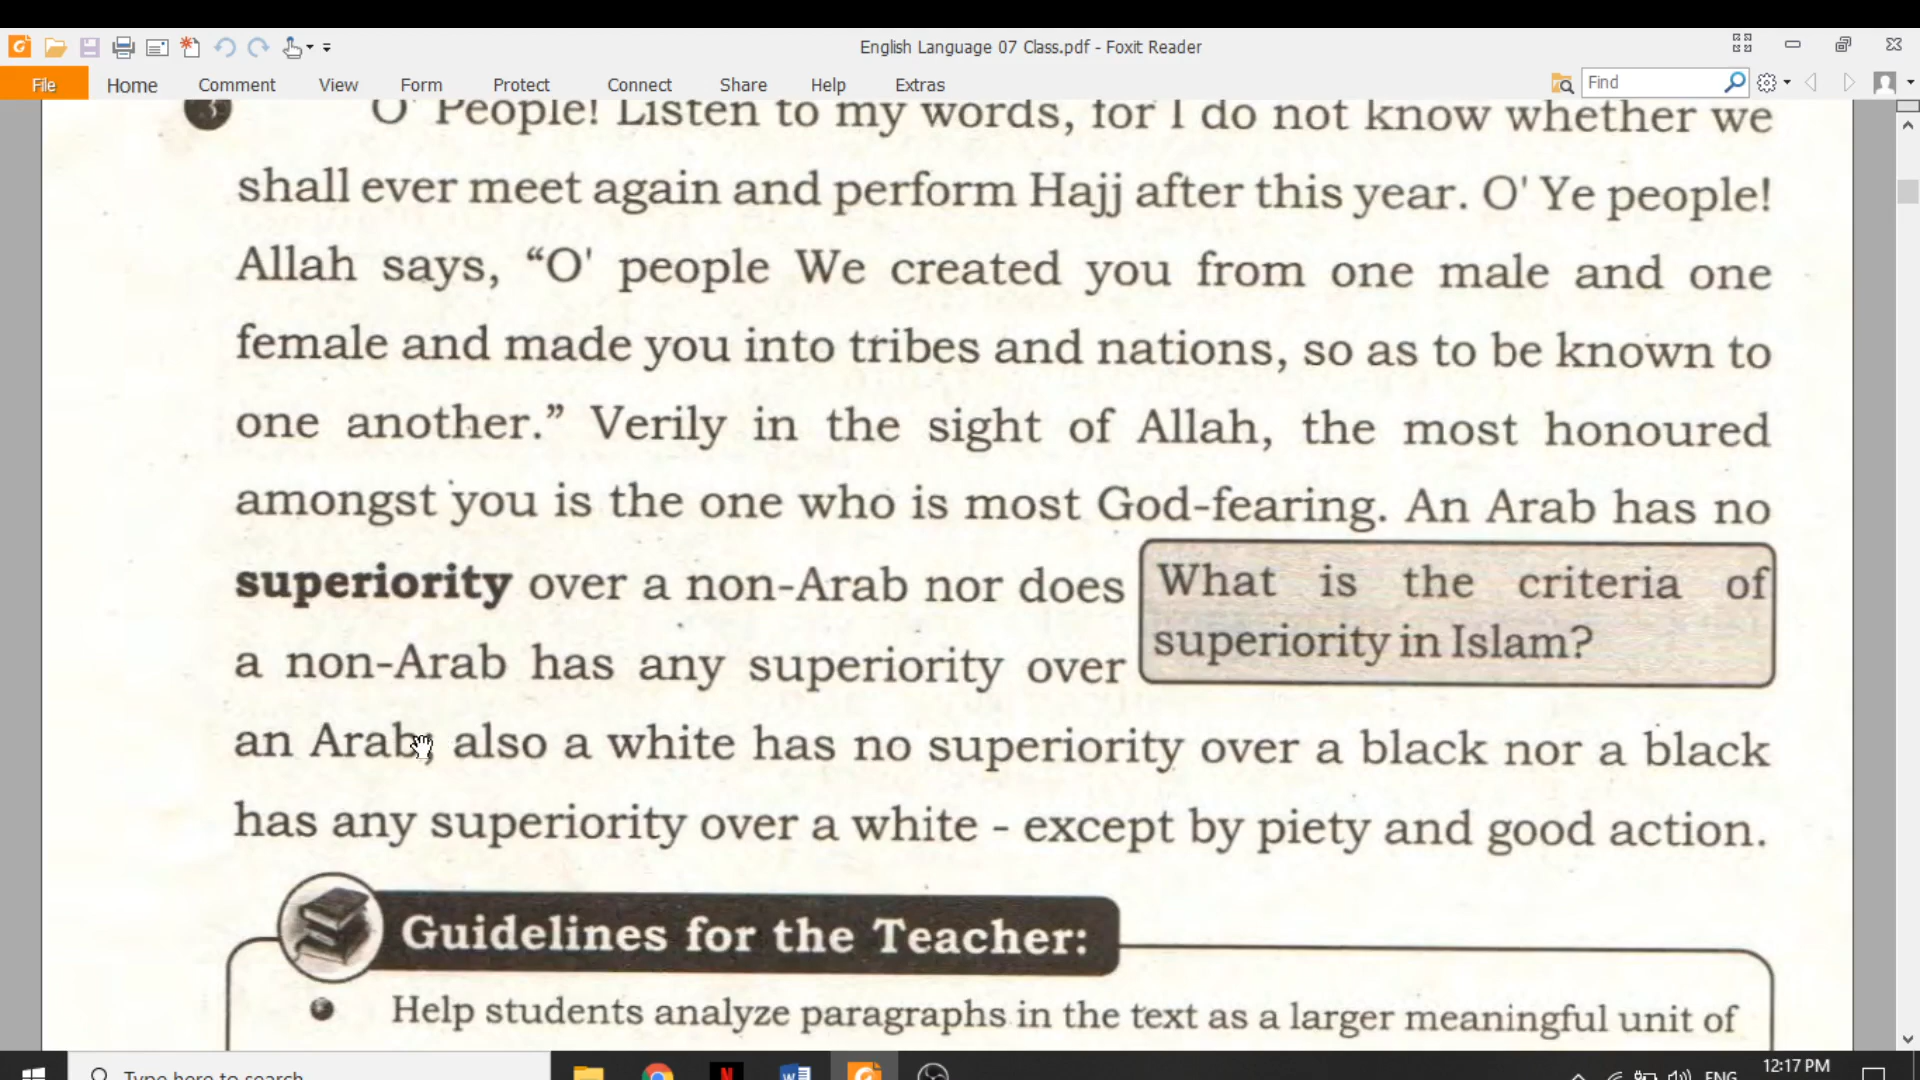 English Language 07 Class.pdf - Foxit Reader
File Home Comment View Form Protect Connect Share Help Extras Find
O' People! Listen to my words, for I do not know whether we
shall ever meet again and perform Hajj after this year. O' Ye people!
Allah says, “O' people We created you from one male and one
female and made you into tribes and nations, so as to be known to
one another.” Verily in the sight of Allah, the most honoured
amongst you is the one who is most God-fearing. An Arab has no
superiority over a non-Arab nor does
a non-Arab has any superiority over
What is the criteria of
superiority in Islam?
an Arab, also a white has no superiority over a black nor a black
has any superiority over a white - except by piety and good action.
Guidelines for the Teacher:
Help students analyze paragraphs in the text as a larger meaningful unit of
Type here to search
ENG
12:17 PM